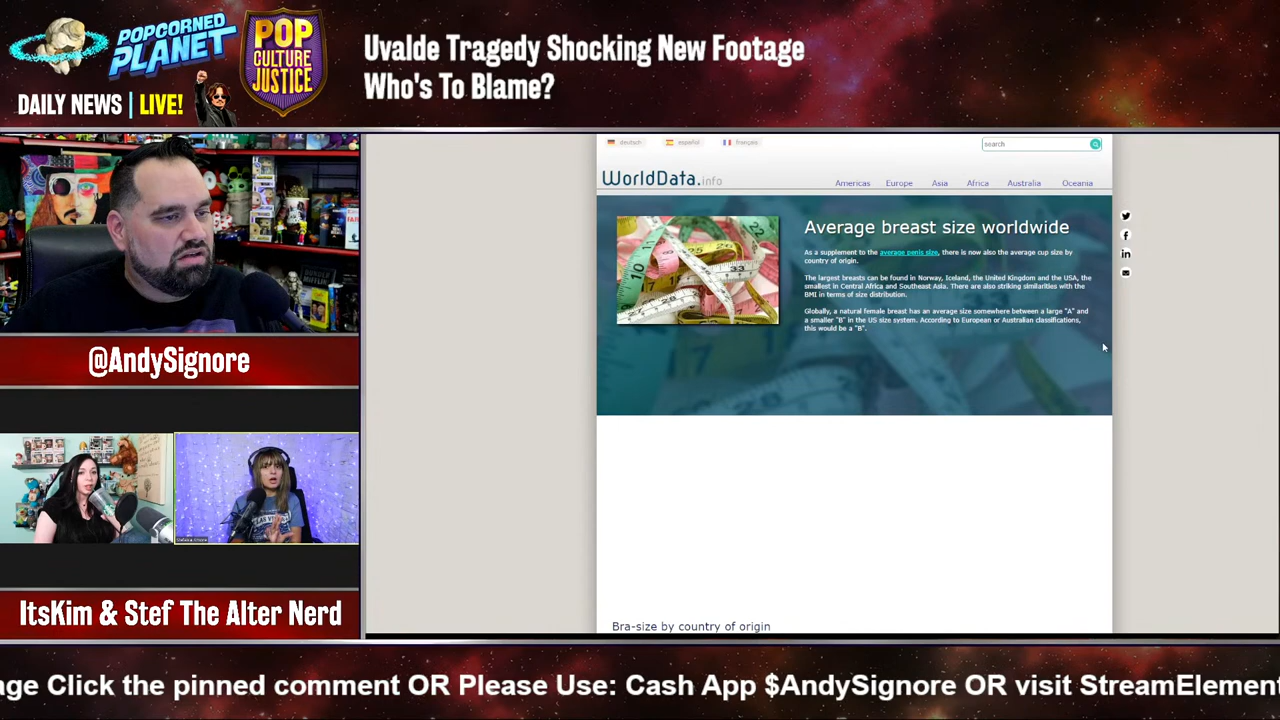 POPCORNED
PLANET
POP
CULTURE
JUSTICE
DAILY NEWS | LIVE!
Uvalde Tragedy Shocking New Footage
Who's To Blame?
@AndySignore
ItsKim & Stef The Alter Nerd
deutsch español français
search
WorldData.info
Americas Europe Asia Africa Australia Oceania
Average breast size worldwide
As a supplement to the average penis size, there is now also the average cup size by
country of origin.
The largest breasts can be found in Norway, Iceland, the United Kingdom and the USA, the
smallest in Central Africa and Southeast Asia. There are also striking similarities with the
BMI in terms of size distribution.
Globally, a natural female breast has an average size somewhere between a large "A" and
a smaller "B" in the US size system. According to European or Australian classifications,
this would be a "B".
Bra-size by country of origin
age Click the pinned comment OR Please Use: Cash App $AndySignore OR visit StreamElement